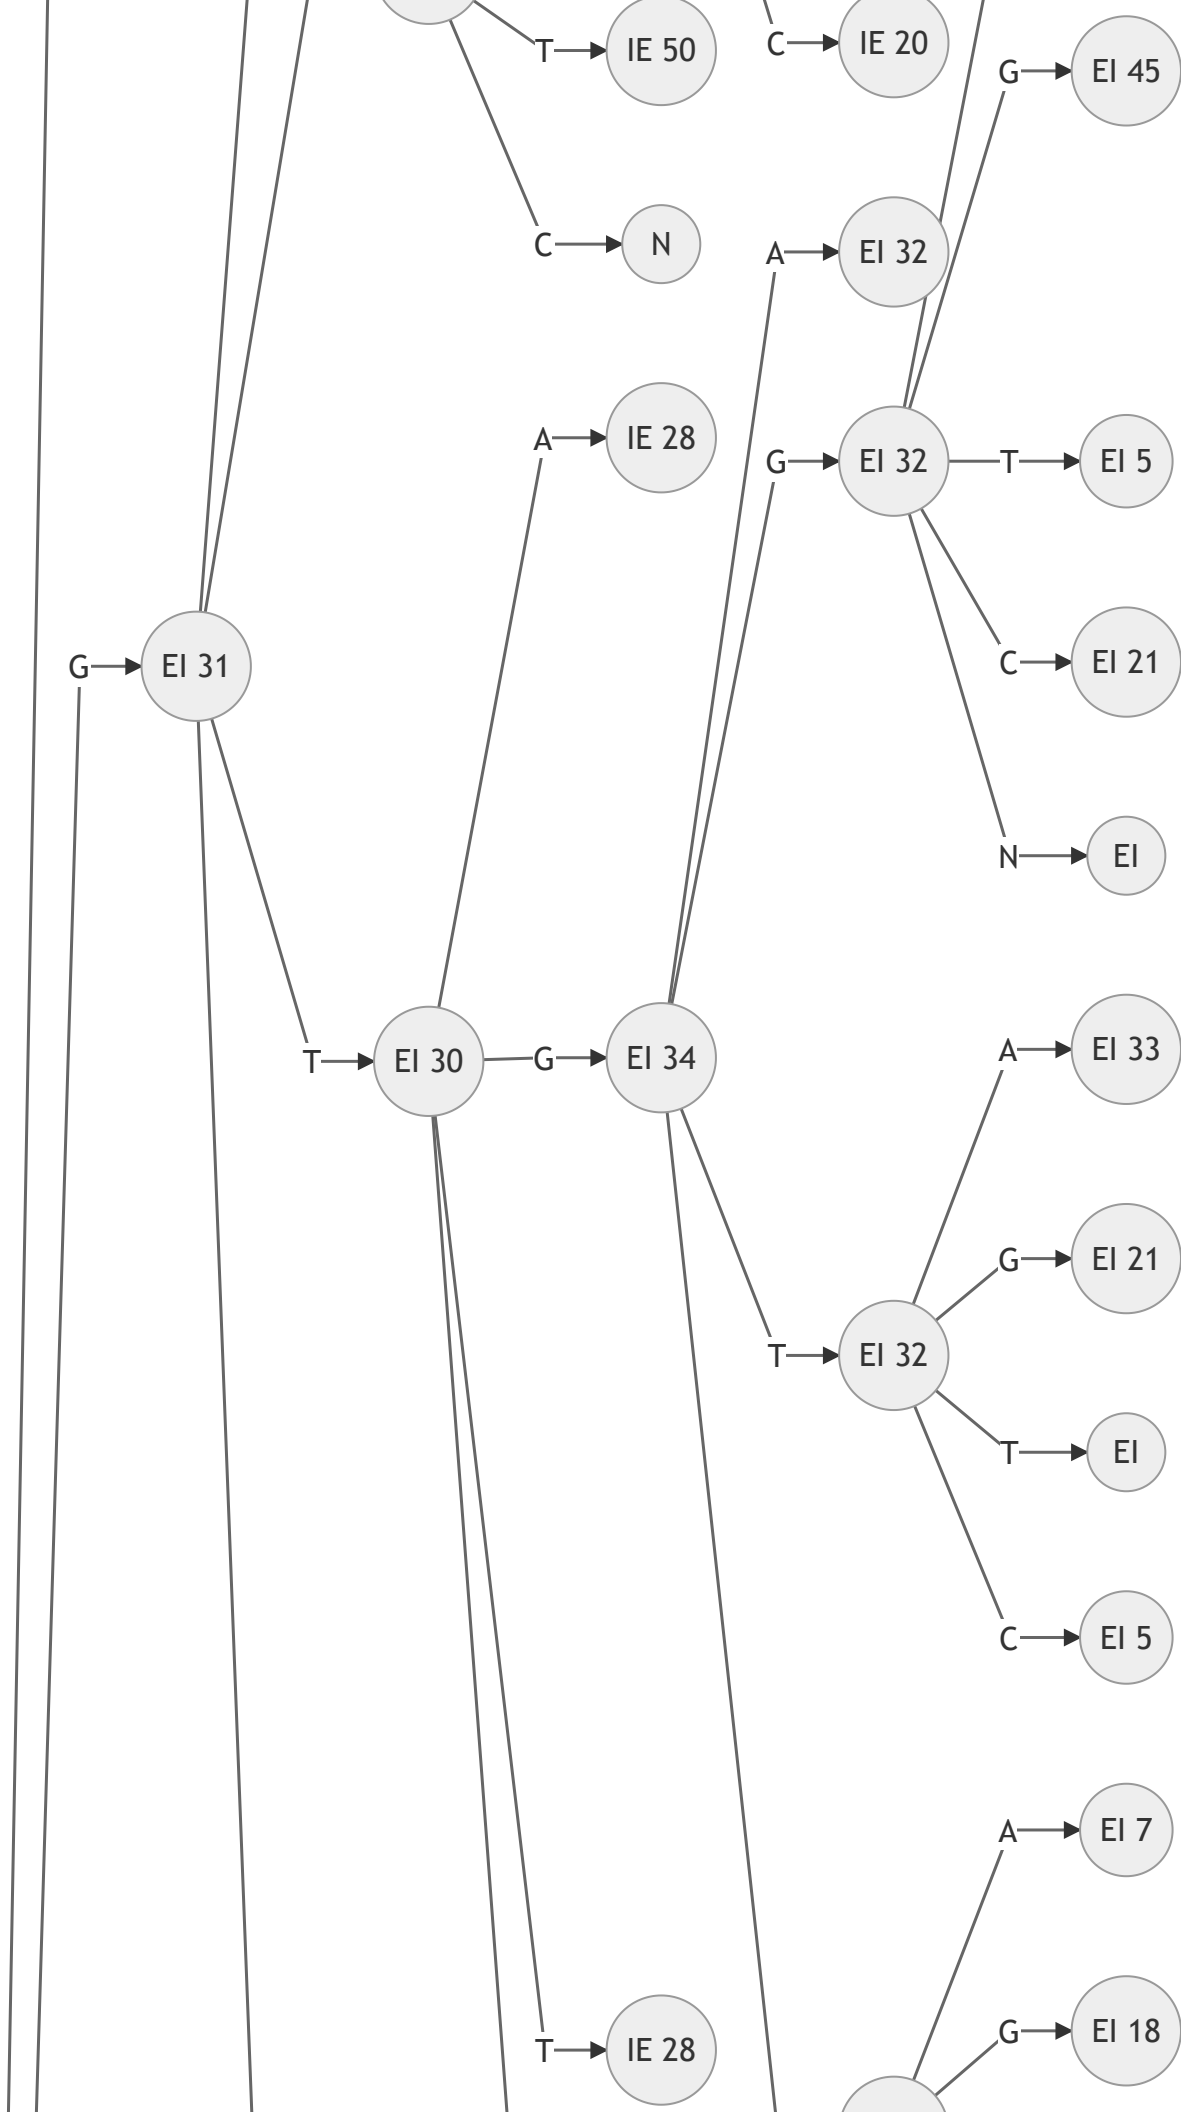 C IE 20
T IE 50
G EI 45
C N
A EI 32
A IE 28
G EI 32 T EI 5
C EI 21
G EI 31
N EI
A EI 33
T EI 30 G EI 34
G EI 21
T EI 32
T EI
C EI 5
A EI 7
G EI 18
T IE 28